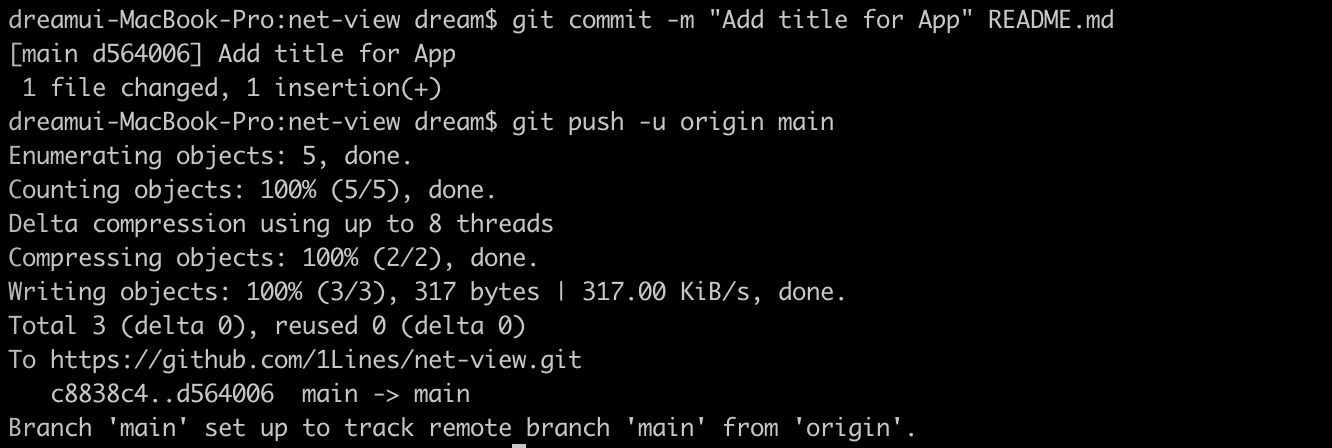 dreamui-MacBook-Pro:net-view dream$ git commit -m "Add title for App" README.md
[main d564006] Add title for App
 1 file changed, 1 insertion(+)
dreamui-MacBook-Pro:net-view dream$ git push -u origin main
Enumerating objects: 5, done.
Counting objects: 100% (5/5), done.
Delta compression using up to 8 threads
Compressing objects: 100% (2/2), done.
Writing objects: 100% (3/3), 317 bytes | 317.00 KiB/s, done.
Total 3 (delta 0), reused 0 (delta 0)
To https://github.com/1Lines/net-view.git
   c8838c4..d564006  main -> main
Branch 'main' set up to track remote branch 'main' from 'origin'.